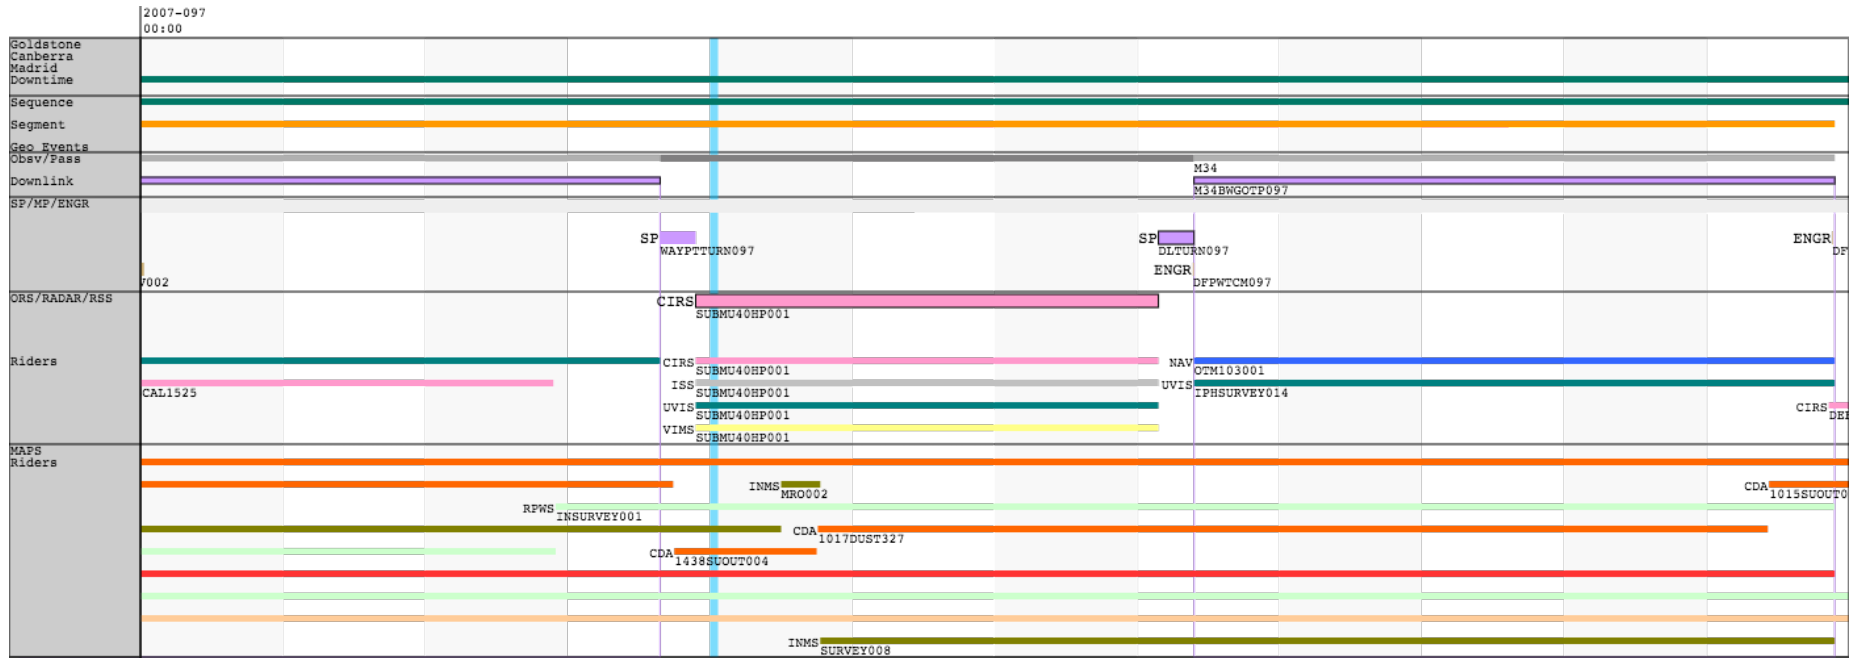 2007-097
00:00
Goldstone
Canberra
Madrid
Downtime
Sequence
Segment
Geo Events
Obsv/Pass
M34
Downlink
M34BWGOTP097
SP/MP/ENGR
SP
WAYPTTURN097
SP
DLTURN097
ENGR
DF
V002
ENGR
DFPWTCM097
ORS/RADAR/RSS
CIRS
SUBMU40HP001
Riders
CIRS
SUBMU40HP001
NAV
OTM103001
CAL1525
ISS
SUBMU40HP001
UVIS
IPHSURVEY014
UVIS
SUBMU40HP001
CIRS
VIMS
SUBMU40HP001
MAPS
Riders
INMS
MRO002
CDA
1015SUOUT0
RPWS
INSURVEY001
CDA
1017DUST327
CDA
1438SUOUT004
INMS
SURVEY008